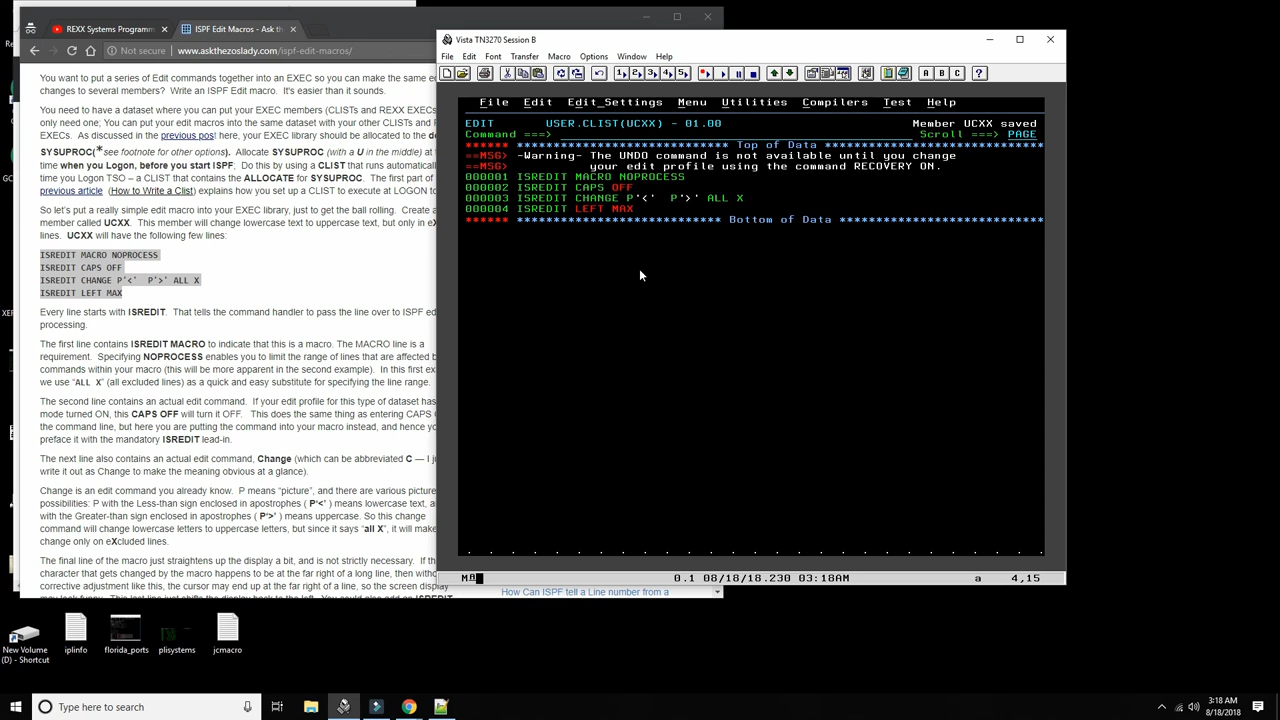 REXX Systems Programm
ISPF Edit Macros - Ask the
Not secure
www.askthezoslady.com/ispf-edit-macros/
You want to put a series of Edit commands together into an EXEC so you can make the same e
changes to several members? Write an ISPF Edit macro. It's easier than it sounds.
You need to have a dataset where you can put your EXEC members (CLISTs and REXX EXECs
only need one; You can put your edit macros into the same dataset with your other CLISTs and
EXECs. As discussed in the previous post here, your EXEC library should be allocated to the d
SYSUPROC(*see footnote for other options). Allocate SYSUPROC (with a U in the middle) at
time when you Logon, before you start ISPF; Do this by using a CLIST that runs automatically
time you Logon TSO – a CLIST that contains the ALLOCATE for SYSUPROC. The first part of
previous article (How to Write a Clist) explains how you set up a CLIST to execute at LOGON t
So let's put a really simple edit macro into your EXEC library, just to get the ball rolling. Create
member called UCXX. This member will change lowercase text to uppercase text, but only in eX
lines. UCXX will have the following few lines:
ISREDIT MACRO NOPROCESS
ISREDIT CAPS OFF
ISREDIT CHANGE P'<'  P'>' ALL X
ISREDIT LEFT MAX
Every line starts with ISREDIT. That tells the command handler to pass the line over to ISPF ed
processing.
The first line contains ISREDIT MACRO to indicate that this is a macro. The MACRO line is a
requirement. Specifying NOPROCESS enables you to limit the range of lines that are affected b
commands within your macro (this will be more apparent in the second example). In this first ex
we use "ALL X" (all excluded lines) as a quick and easy substitute for specifying the line range.
The second line contains an actual edit command. If your edit profile for this type of dataset has
mode turned ON, this CAPS OFF will turn it OFF. This does the same thing as entering CAPS
the command line, but here you are putting the command into your macro instead, and hence yo
preface it with the mandatory ISREDIT lead-in.
The next line also contains an actual edit command, Change (which can be abbreviated C — I j
write it out as Change to make the meaning obvious at a glance).
Change is an edit command you already know. P means "picture", and there are various picture
possibilities: P with the Less-than sign enclosed in apostrophes ( P'<' ) means lowercase text, a
with the Greater-than sign enclosed in apostrophes ( P'>' ) means uppercase. So this change
command will change lowercase letters to uppercase letters, but since it says "all X", it will make
change only on eXcluded lines.
The final line of the macro just straightens up the display a bit, and is not strictly necessary. If th
character that gets changed by the macro happens to be at the far right of a long line, then witho
corrective adjustment like this, the cursor may end up at the far right of a line, so the screen display
How Can ISPF tell a Line number from a
Vista TN3270 Session B
File Edit Font Transfer Macro Options Window Help
1 2 3 4 5 A B C ?
File Edit Edit_Settings Menu Utilities Compilers Test Help
EDIT USER.CLIST(UCXX) - 01.00 Member UCXX saved
Command ===> Scroll ===> PAGE
****** *************************** Top of Data ***************************
==MSG> -Warning- The UNDO command is not available until you change
==MSG> your edit profile using the command RECOVERY ON.
000001 ISREDIT MACRO NOPROCESS
000002 ISREDIT CAPS OFF
000003 ISREDIT CHANGE P'<'  P'>' ALL X
000004 ISREDIT LEFT MAX
****** ************************** Bottom of Data **************************
0.1 08/18/18.230 03:18AM a 4,15
New Volume
(D) - Shortcut
iplinfo
florida_ports
plisystems
jcmacro
Type here to search
3:18 AM
8/18/2018